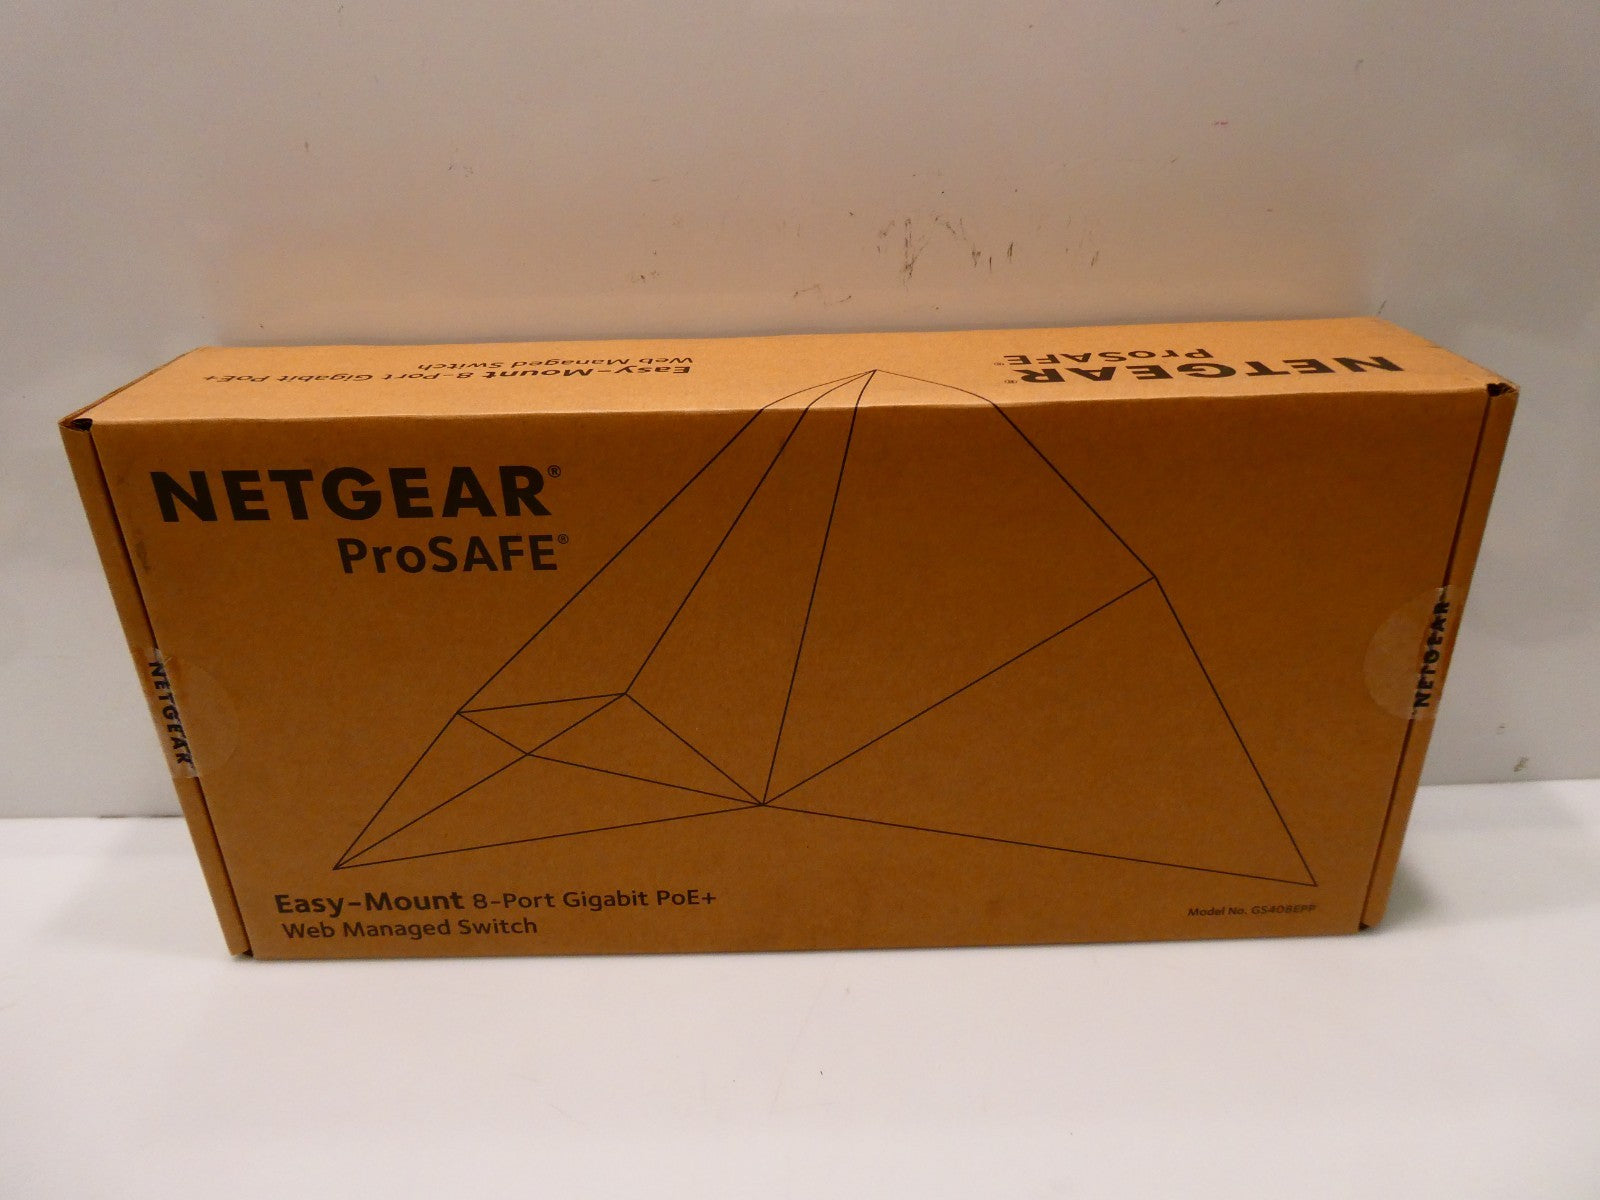 Easy-Mount 8-Port Gigabit PoE+
Web Managed Switch
NETGEAR®
ProSAFE®
NETGEAR®
ProSAFE®
NETGEAR
NETGEAR
Easy-Mount 8-Port Gigabit PoE+
Web Managed Switch
Model No. GS408EPP